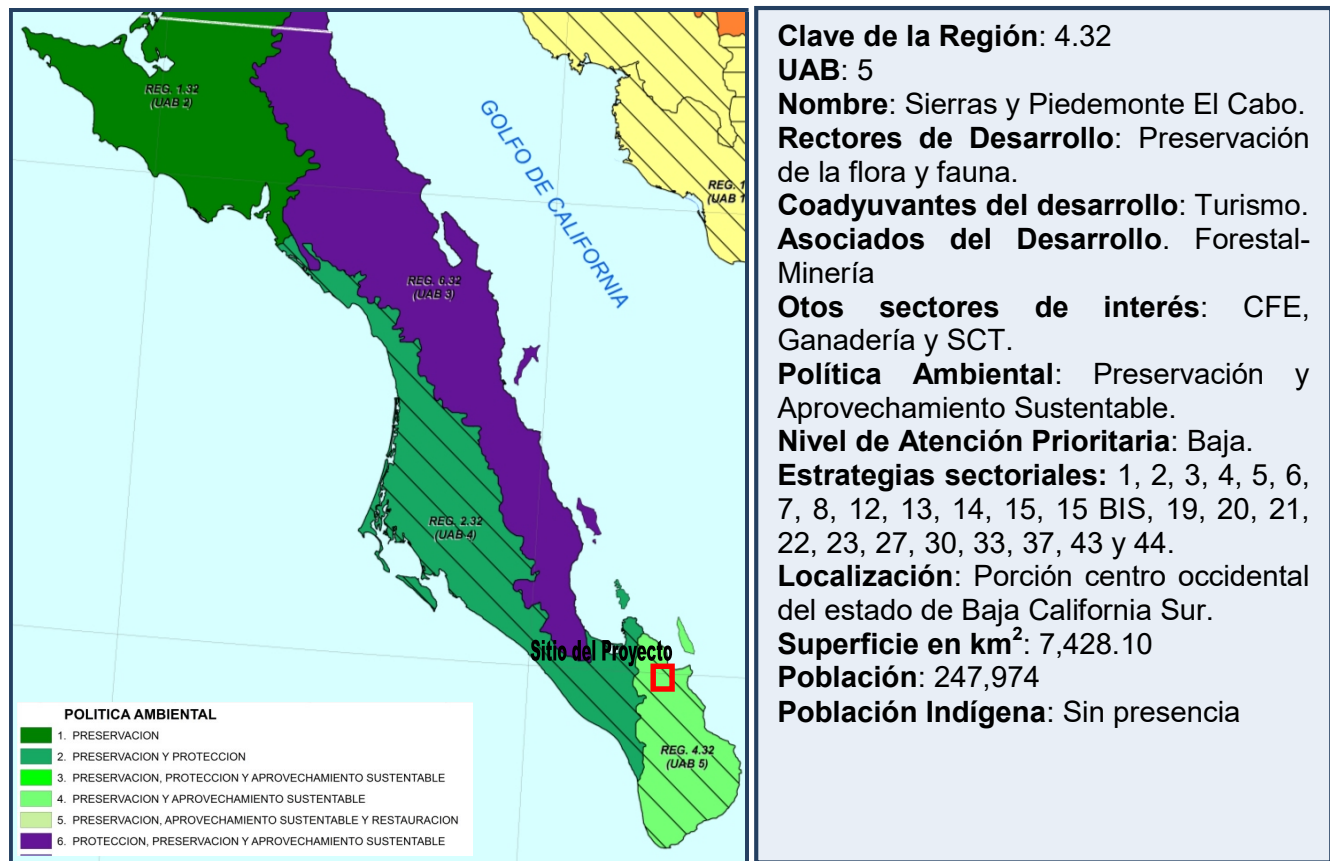 REG. 1.32
(UAB 2)
GOLFO DE CALIFORNIA
REG. 1
(UAB 1
REG. 6.32
(UAB 3)
REG. 2.32
(UAB 4)
Sitio del Proyecto
REG. 4.32
(UAB 5)
POLITICA AMBIENTAL
1. PRESERVACION
2. PRESERVACION Y PROTECCION
3. PRESERVACION, PROTECCION Y APROVECHAMIENTO SUSTENTABLE
4. PRESERVACION Y APROVECHAMIENTO SUSTENTABLE
5. PRESERVACION, APROVECHAMIENTO SUSTENTABLE Y RESTAURACION
6. PROTECCION, PRESERVACION Y APROVECHAMIENTO SUSTENTABLE
Clave de la Región: 4.32
UAB: 5
Nombre: Sierras y Piedemonte El Cabo.
Rectores de Desarrollo: Preservación
de la flora y fauna.
Coadyuvantes del desarrollo: Turismo.
Asociados del Desarrollo. Forestal-
Minería
Otos sectores de interés: CFE,
Ganadería y SCT.
Política Ambiental: Preservación y
Aprovechamiento Sustentable.
Nivel de Atención Prioritaria: Baja.
Estrategias sectoriales: 1, 2, 3, 4, 5, 6,
7, 8, 12, 13, 14, 15, 15 BIS, 19, 20, 21,
22, 23, 27, 30, 33, 37, 43 y 44.
Localización: Porción centro occidental
del estado de Baja California Sur.
Superficie en km²: 7,428.10
Población: 247,974
Población Indígena: Sin presencia